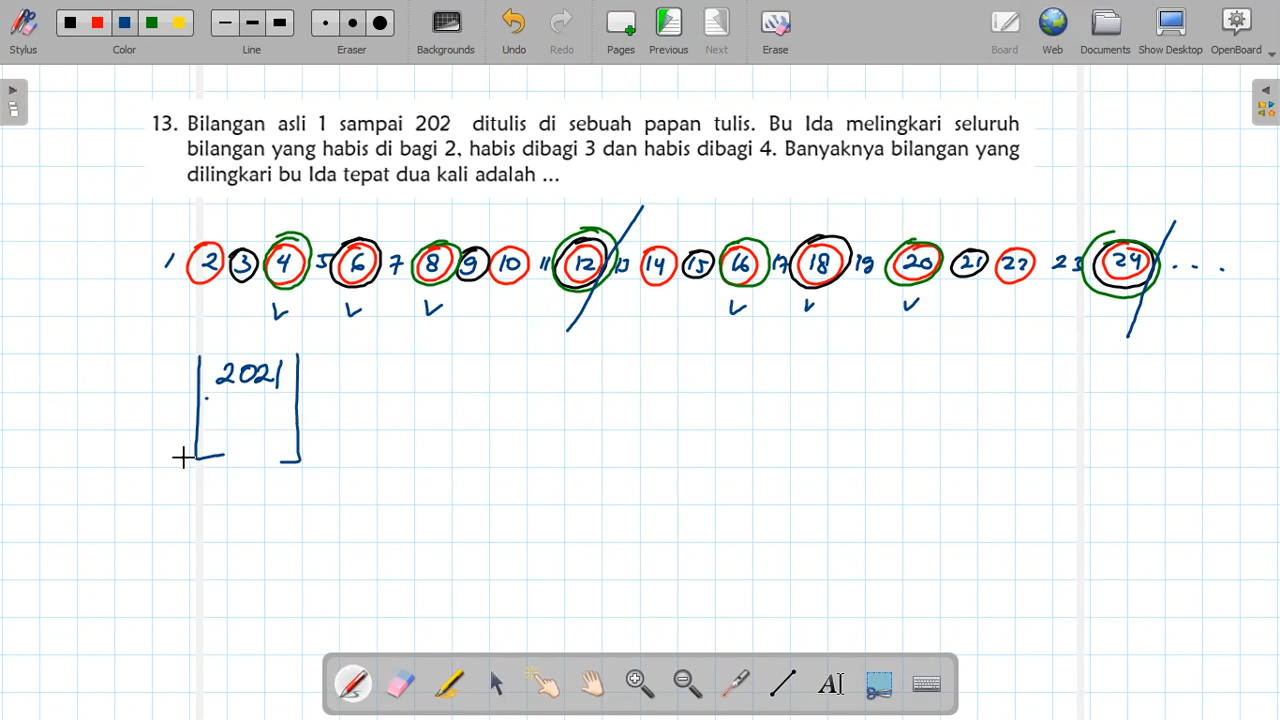 Stylus Color Line Eraser Backgrounds Undo Redo Pages Previous Next Erase Board Web Documents Show Desktop OpenBoard
13. Bilangan asli 1 sampai 202 ditulis di sebuah papan tulis. Bu Ida melingkari seluruh
bilangan yang habis di bagi 2, habis dibagi 3 dan habis dibagi 4. Banyaknya bilangan yang
dilingkari bu Ida tepat dua kali adalah ...
1 2 3 4 5 6 7 8 9 10 11 12 13 14 15 16 17 18 19 20 21 22 23 24 ...
2021
AI